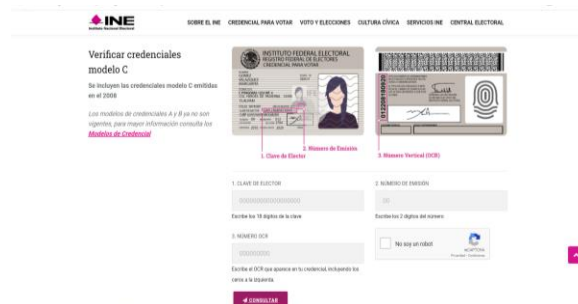 INE
Instituto Nacional Electoral
SOBRE EL INE CREDENCIAL PARA VOTAR VOTO Y ELECCIONES CULTURA CÍVICA SERVICIOS INE CENTRAL ELECTORAL
Verificar credenciales
modelo C
Se incluyen las credenciales modelo C emitidas
en el 2008
Los modelos de credenciales A y B ya no son
vigentes, para mayor información consulta los
Modelos de Credencial
INSTITUTO FEDERAL ELECTORAL
REGISTRO FEDERAL DE ELECTORES
CREDENCIAL PARA VOTAR
2. Número de Emisión
1. Clave de Elector
3. Número Vertical (OCR)
1. CLAVE DE ELECTOR
Escribe los 18 dígitos de la clave
2. NÚMERO DE EMISIÓN
00
Escribe los 2 dígitos del número
3. NÚMERO OCR
Escribe el OCR que aparece en tu credencial, incluyendo los
ceros a la izquierda.
No soy un robot
reCAPTCHA
CONSULTAR